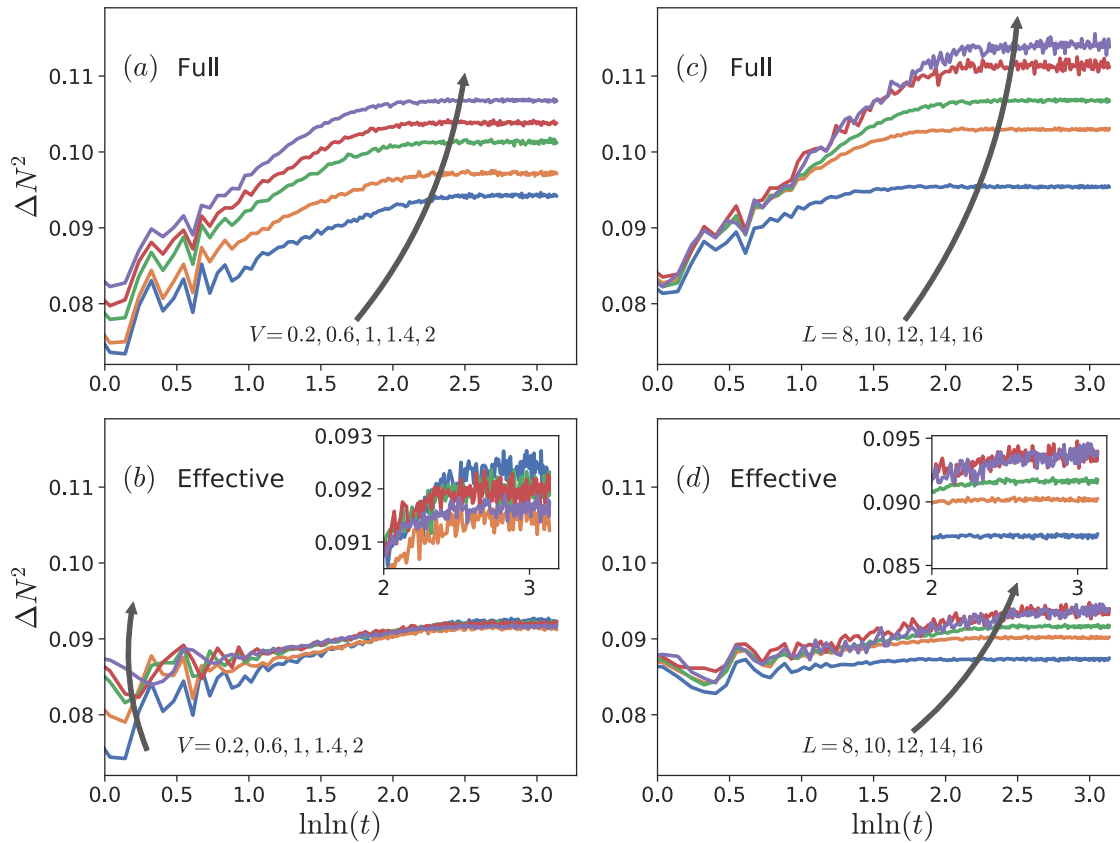 (a) Full
0.11
0.10
0.09
0.08
ΔN²
V = 0.2, 0.6, 1, 1.4, 2
0.0 0.5 1.0 1.5 2.0 2.5 3.0
(c) Full
0.11
0.10
0.09
0.08
L = 8, 10, 12, 14, 16
0.0 0.5 1.0 1.5 2.0 2.5 3.0
(b) Effective
0.11
0.10
0.09
0.08
ΔN²
0.093
0.092
0.091
2 3
V = 0.2, 0.6, 1, 1.4, 2
0.0 0.5 1.0 1.5 2.0 2.5 3.0
lnln(t)
(d) Effective
0.11
0.10
0.09
0.08
0.095
0.090
0.085
2 3
L = 8, 10, 12, 14, 16
0.0 0.5 1.0 1.5 2.0 2.5 3.0
lnln(t)